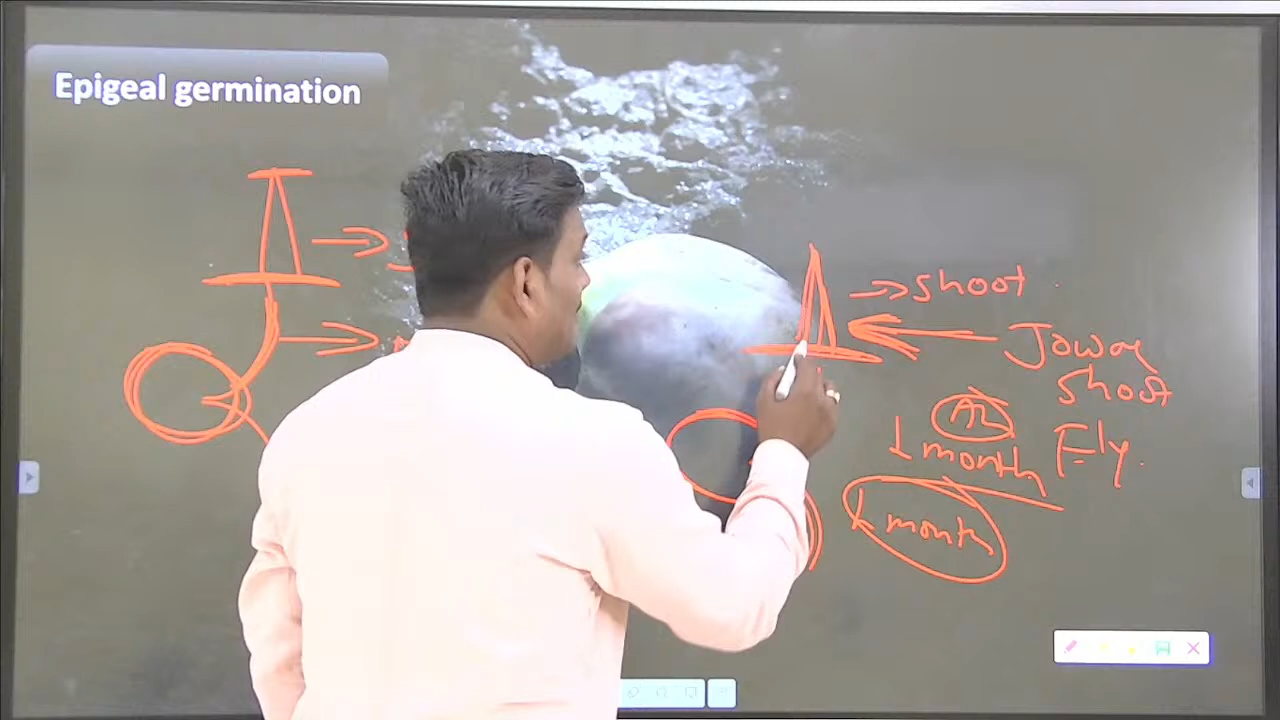 Epigeal germination
→ shoot
Jowar
shoot
Fly.
1 month
1 month